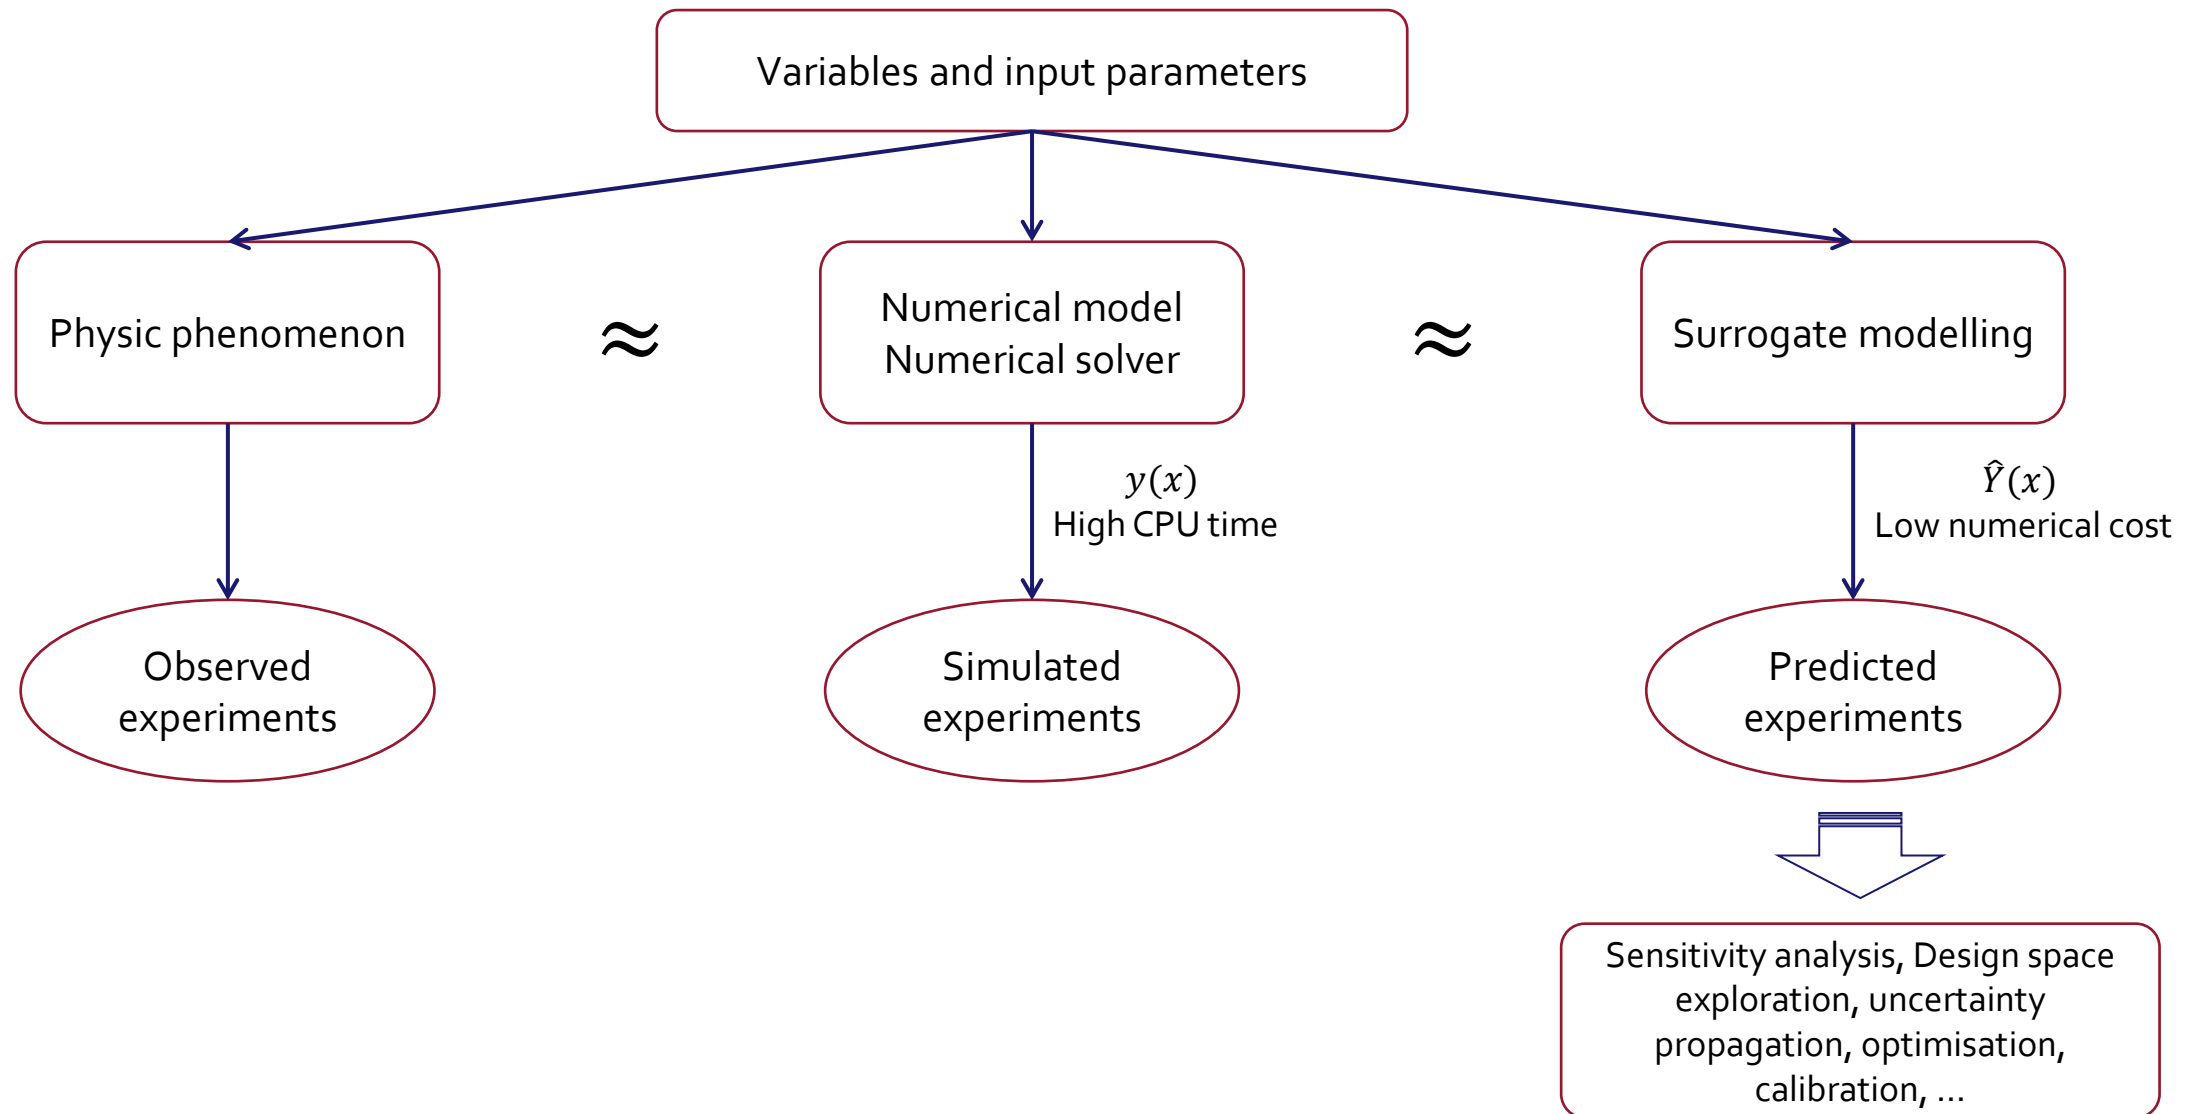 Variables and input parameters
Physic phenomenon
≈
Numerical model
Numerical solver
≈
Surrogate modelling
y(x)
High CPU time
Ŷ(x)
Low numerical cost
Observed
experiments
Simulated
experiments
Predicted
experiments
Sensitivity analysis, Design space
exploration, uncertainty
propagation, optimisation,
calibration, ...